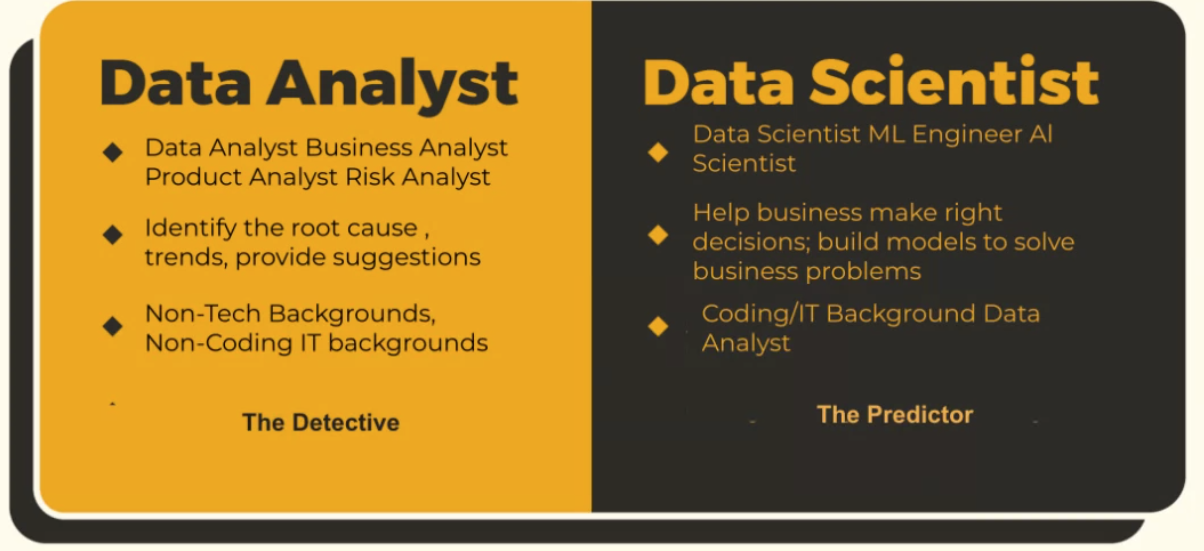 Data Analyst
Data Analyst Business Analyst
Product Analyst Risk Analyst
Identify the root cause ,
trends, provide suggestions
Non-Tech Backgrounds,
Non-Coding IT backgrounds
The Detective
Data Scientist
Data Scientist ML Engineer AI
Scientist
Help business make right
decisions; build models to solve
business problems
Coding/IT Background Data
Analyst
The Predictor